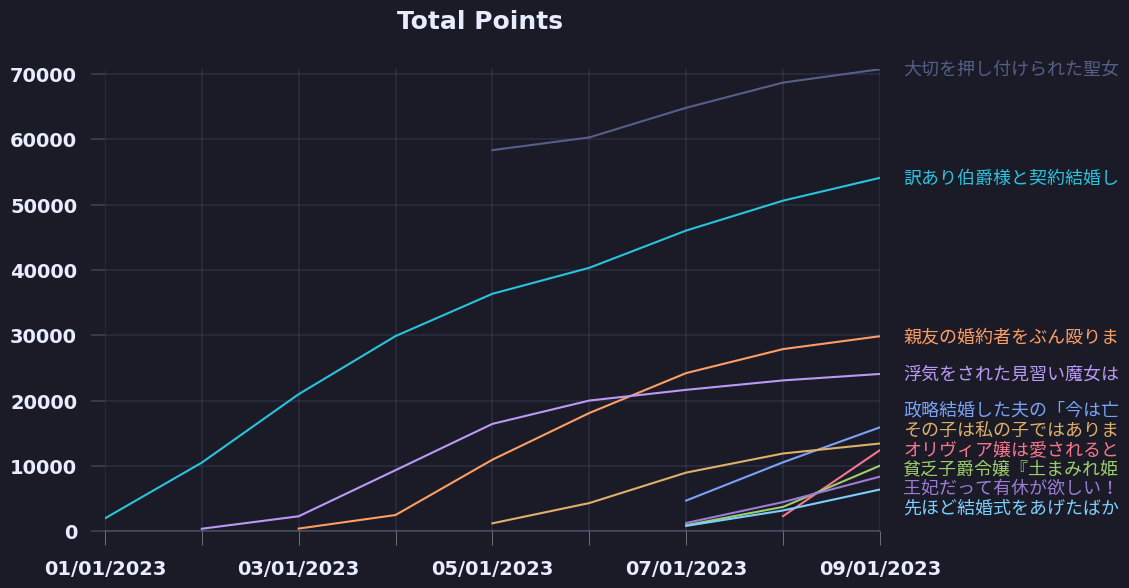 Total Points
70000
60000
50000
40000
30000
20000
10000
0
01/01/2023
03/01/2023
05/01/2023
07/01/2023
09/01/2023
大切を押し付けられた聖女
訳あり伯爵様と契約結婚し
親友の婚約者をぶん殴りま
浮気をされた見習い魔女は
政略結婚した夫の「今は亡
その子は私の子ではありま
オリヴィア嬢は愛されると
貧乏子爵令嬢『土まみれ姫
王妃だって有休が欲しい！
先ほど結婚式をあげたばか